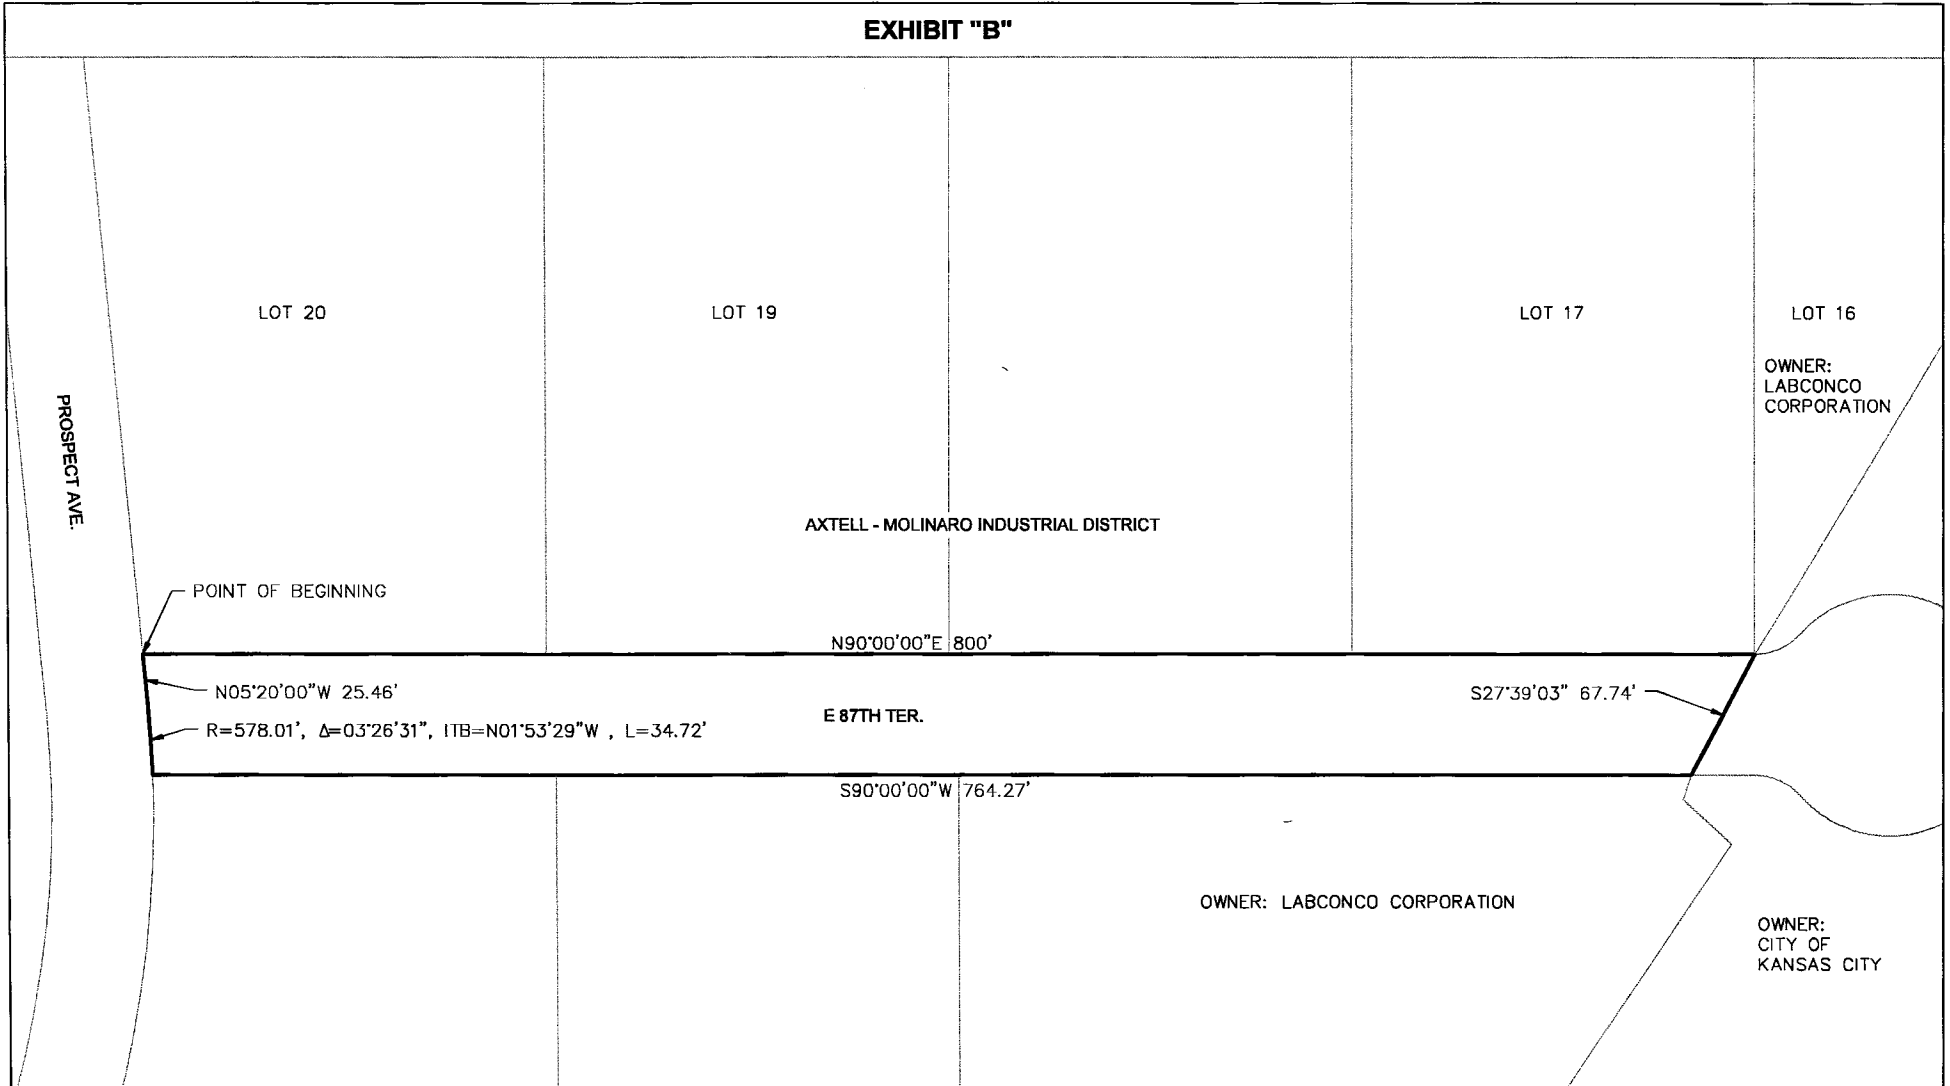 EXHIBIT "B"
LOT 20
LOT 19
LOT 17
LOT 16
OWNER:
LABCONCO
CORPORATION
PROSPECT AVE.
AXTELL - MOLINARO INDUSTRIAL DISTRICT
POINT OF BEGINNING
N90°00'00"E 800'
N05°20'00"W 25.46'
S27°39'03" 67.74'
E 87TH TER.
R=578.01', Δ=03°26'31", ITB=N01°53'29"W , L=34.72'
S90°00'00"W 764.27'
OWNER: LABCONCO CORPORATION
OWNER:
CITY OF
KANSAS CITY